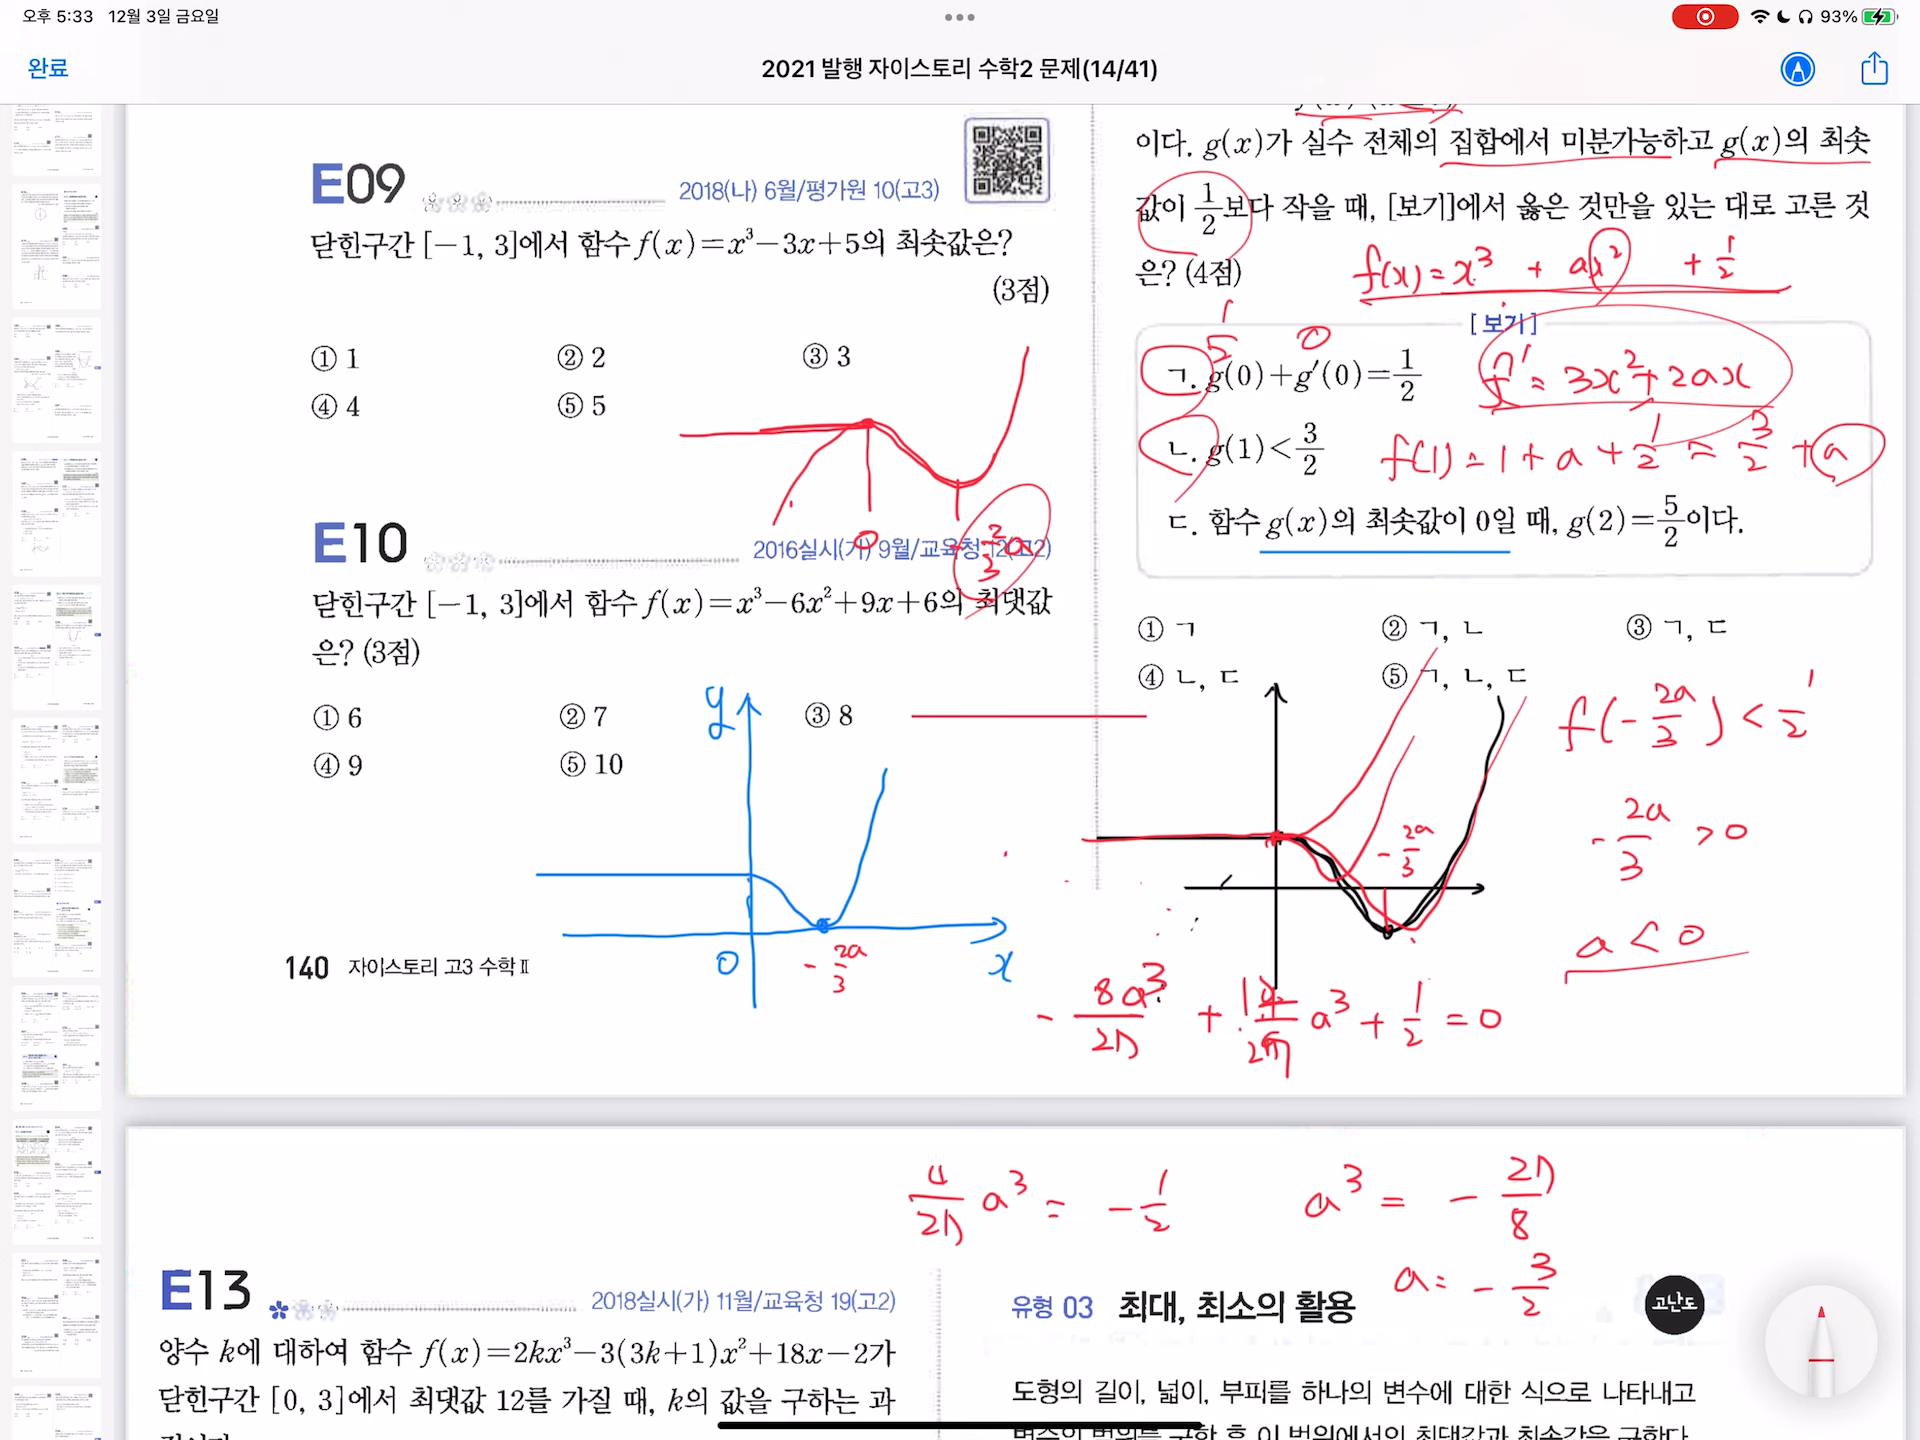 오후 5:33 12월 3일 금요일
93%
완료
2021 발행 자이스토리 수학2 문제(14/41)
E09
2018(나) 6월/평가원 10(고3)
닫힌구간 [-1, 3]에서 함수 f(x)=x³-3x+5의 최솟값은?
(3점)
① 1 ② 2 ③ 3
④ 4 ⑤ 5
0
E10
2016실시(가) 9월/교육청 12(고2)
-2/3a
닫힌구간 [-1, 3]에서 함수 f(x)=x³-6x²+9x+6의 최댓값
은? (3점)
① 6 ② 7 ③ 8
④ 9 ⑤ 10
y
0
x
-2a/3
140 자이스토리 고3 수학Ⅱ
이다. g(x)가 실수 전체의 집합에서 미분가능하고 g(x)의 최솟
값이 1/2보다 작을 때, [보기]에서 옳은 것만을 있는 대로 고른 것
은? (4점)
f(x)=x³+ax²+1/2
[보기]
1/2 0
ㄱ. g(0)+g′(0)=1/2
f′=3x²+2ax
ㄴ. g(1)<3/2
f(1)=1+a+1/2=3/2+a
ㄷ. 함수 g(x)의 최솟값이 0일 때, g(2)=5/2이다.
① ㄱ ② ㄱ, ㄴ ③ ㄱ, ㄷ
④ ㄴ, ㄷ ⑤ ㄱ, ㄴ, ㄷ
f(-2a/3)<1/2
-2a/3
-2a/3>0
a<0
-8a³/27+12/27a³+1/2=0
4/27a³=-1/2
a³=-27/8
a=-3/2
E13
2018실시(가) 11월/교육청 19(고2)
양수 k에 대하여 함수 f(x)=2kx³-3(3k+1)x²+18x-2가
닫힌구간 [0, 3]에서 최댓값 12를 가질 때, k의 값을 구하는 과
유형 03 최대, 최소의 활용
고난도
도형의 길이, 넓이, 부피를 하나의 변수에 대한 식으로 나타내고